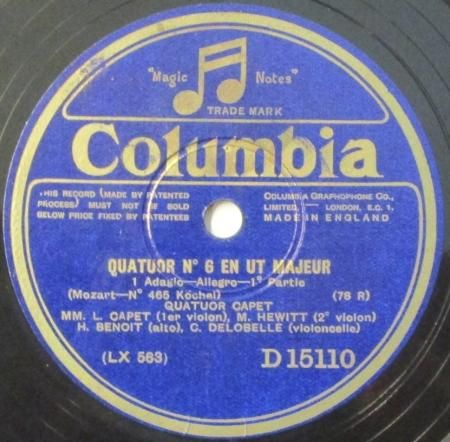 "Magic Notes"
TRADE MARK
Columbia
THIS RECORD (MADE BY PATENTED
PROCESS) MUST NOT BE SOLD
BELOW PRICE FIXED BY PATENTEES
COLUMBIA GRAPHOPHONE CO.,
LIMITED — LONDON, E.C. 1.
MADE IN ENGLAND
QUATUOR N° 6 EN UT MAJEUR
1 Adagio—Allegro—1e Partie
(Mozart—N° 465 Köchel) (78 R)
QUATUOR CAPET
MM. L. CAPET (1er violon), M. HEWITT (2e violon)
H. BENOIT (alto), C. DELOBELLE (violoncelle)
(LX 563) D 15110